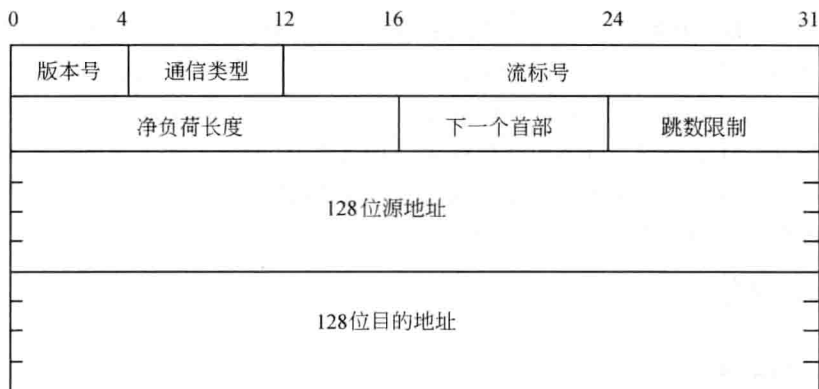 0 4 12 16 24 31
版本号 通信类型 流标号
净负荷长度 下一个首部 跳数限制
128位源地址
128位目的地址